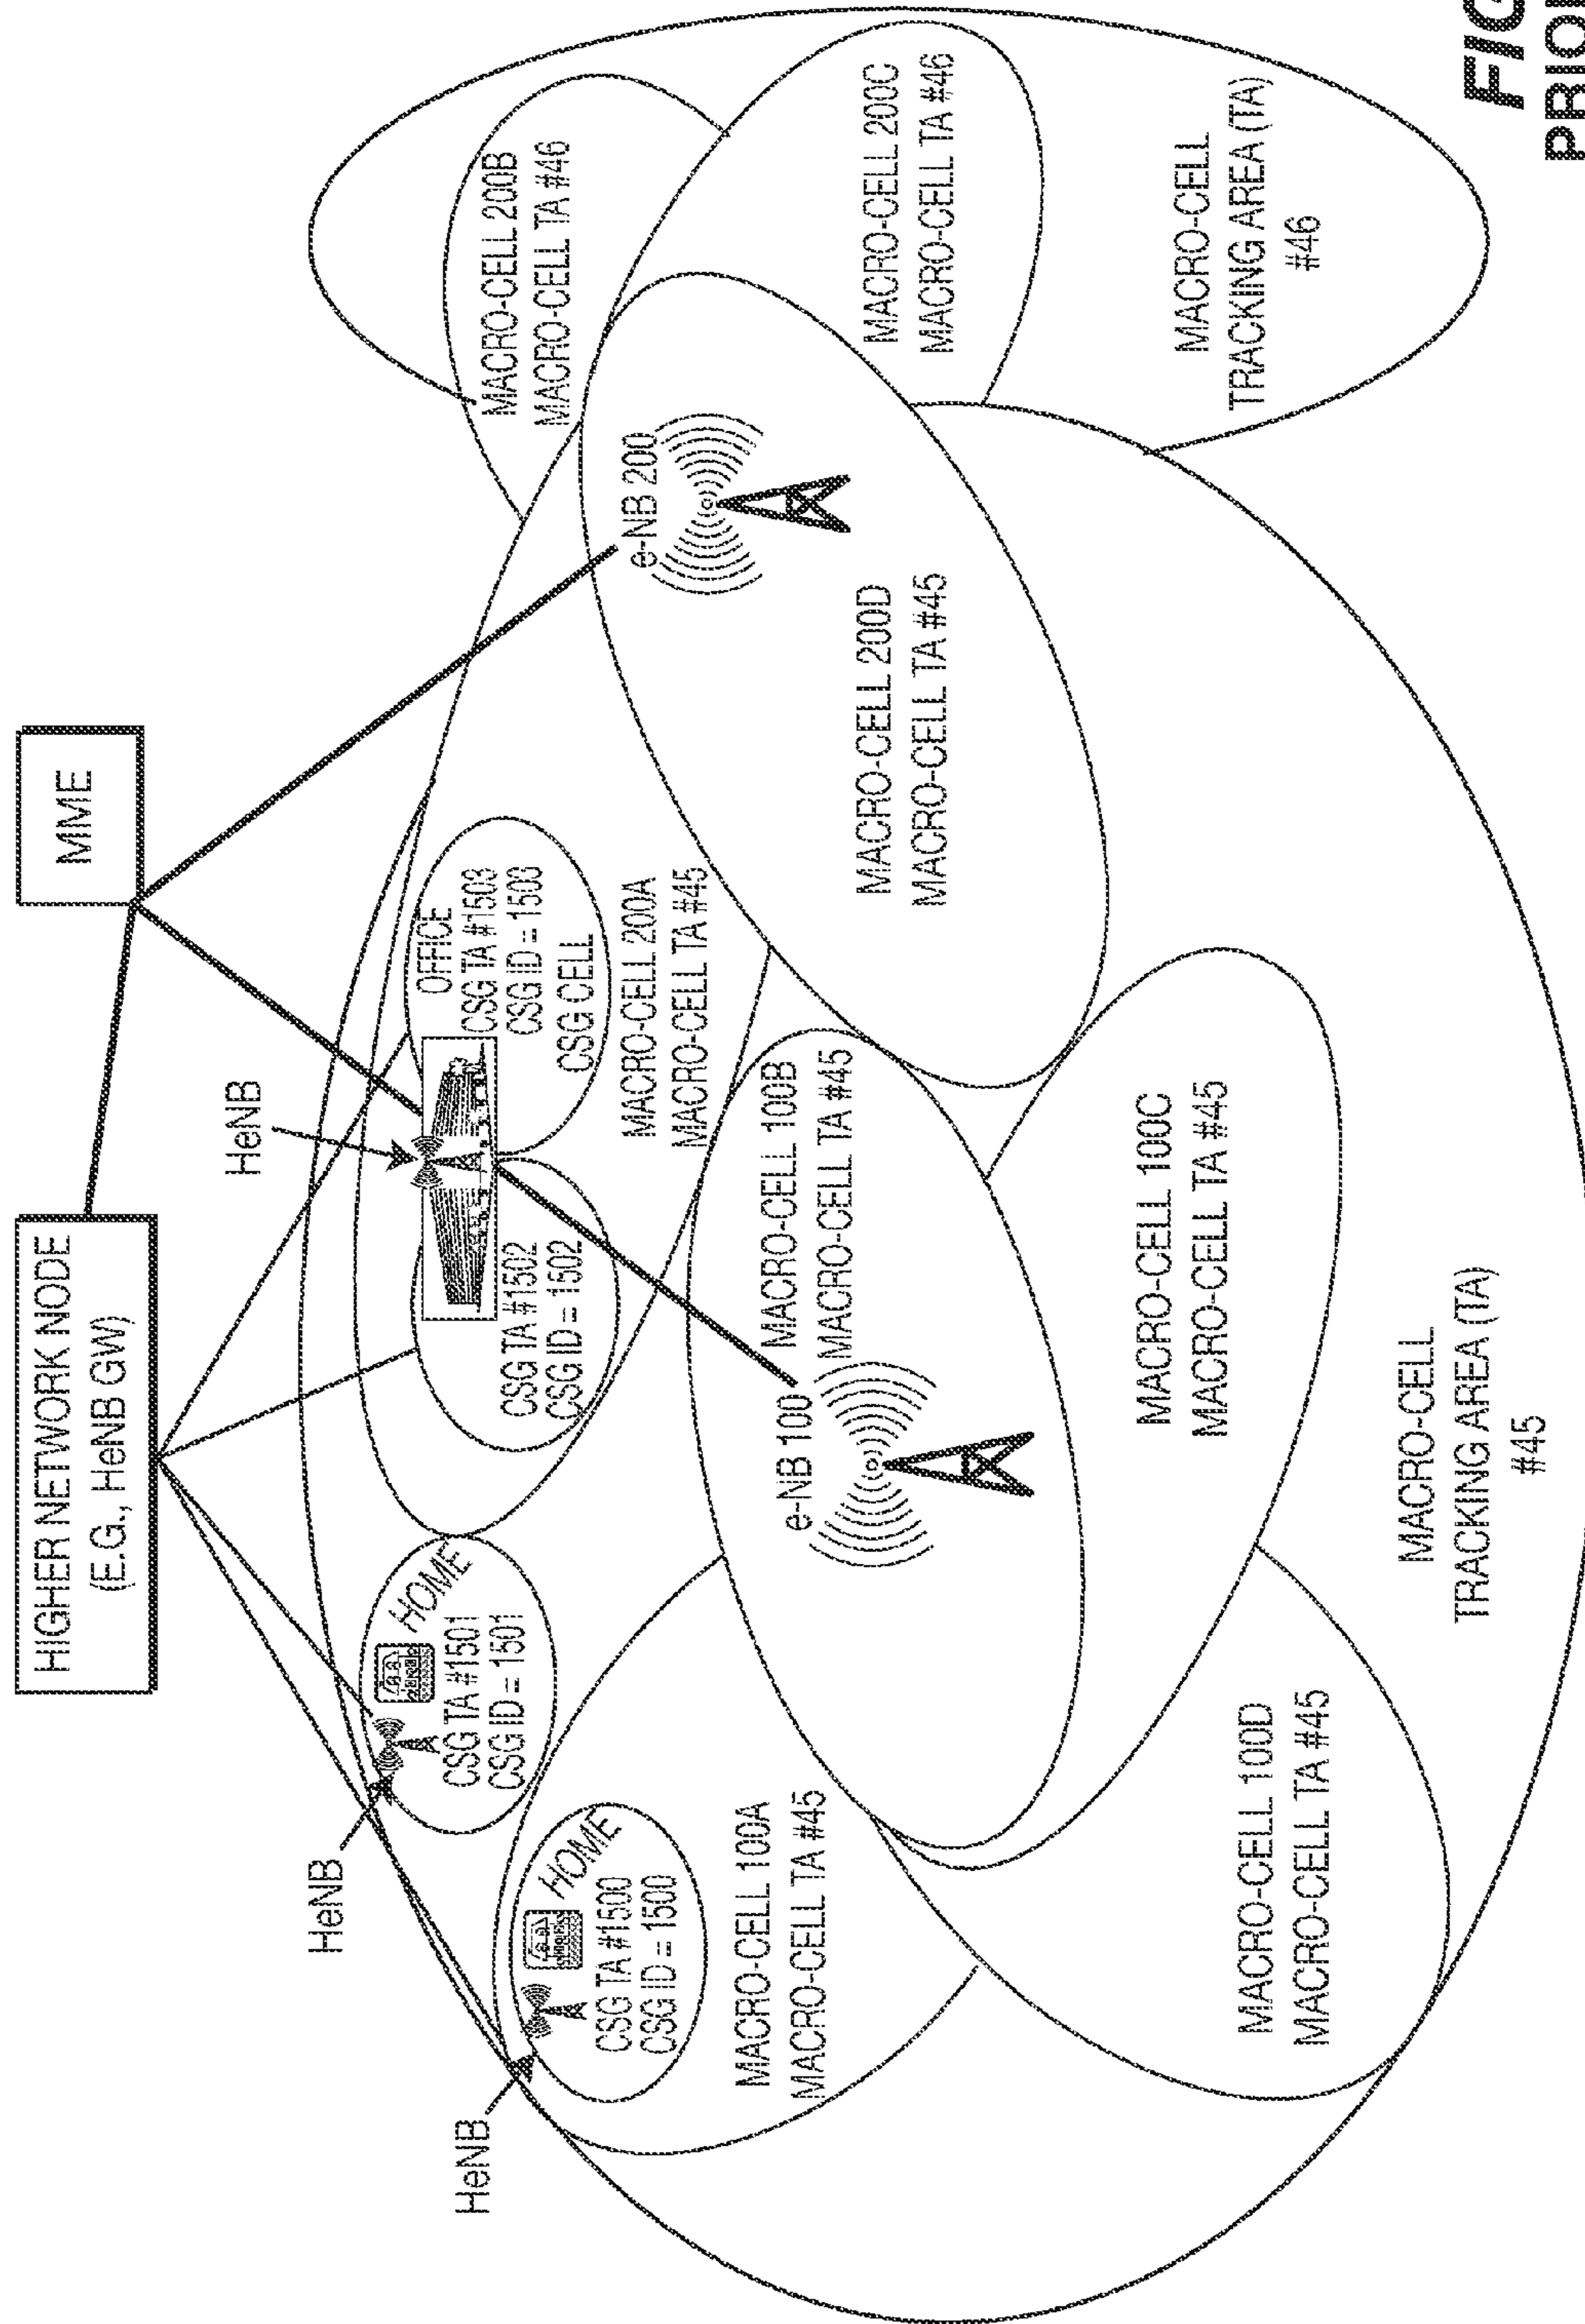 HIGHER NETWORK NODE
(E.G., HeNB GW)
MME
HeNB
HeNB
HeNB
HOME
CSG TA #1500
CSG ID = 1500
HOME
CSG TA #1501
CSG ID = 1501
CSG TA #1502
CSG ID = 1502
OFFICE
CSG TA #1503
CSG ID = 1503
CSG CELL
MACRO-CELL 200A
MACRO-CELL TA #45
MACRO-CELL 200B
MACRO-CELL TA #46
e-NB 200
MACRO-CELL 200C
MACRO-CELL TA #46
MACRO-CELL 200D
MACRO-CELL TA #45
MACRO-CELL
TRACKING AREA (TA)
#46
MACRO-CELL 100A
MACRO-CELL TA #45
e-NB 100
MACRO-CELL 100B
MACRO-CELL TA #45
MACRO-CELL 100C
MACRO-CELL TA #45
MACRO-CELL 100D
MACRO-CELL TA #45
MACRO-CELL
TRACKING AREA (TA)
#45